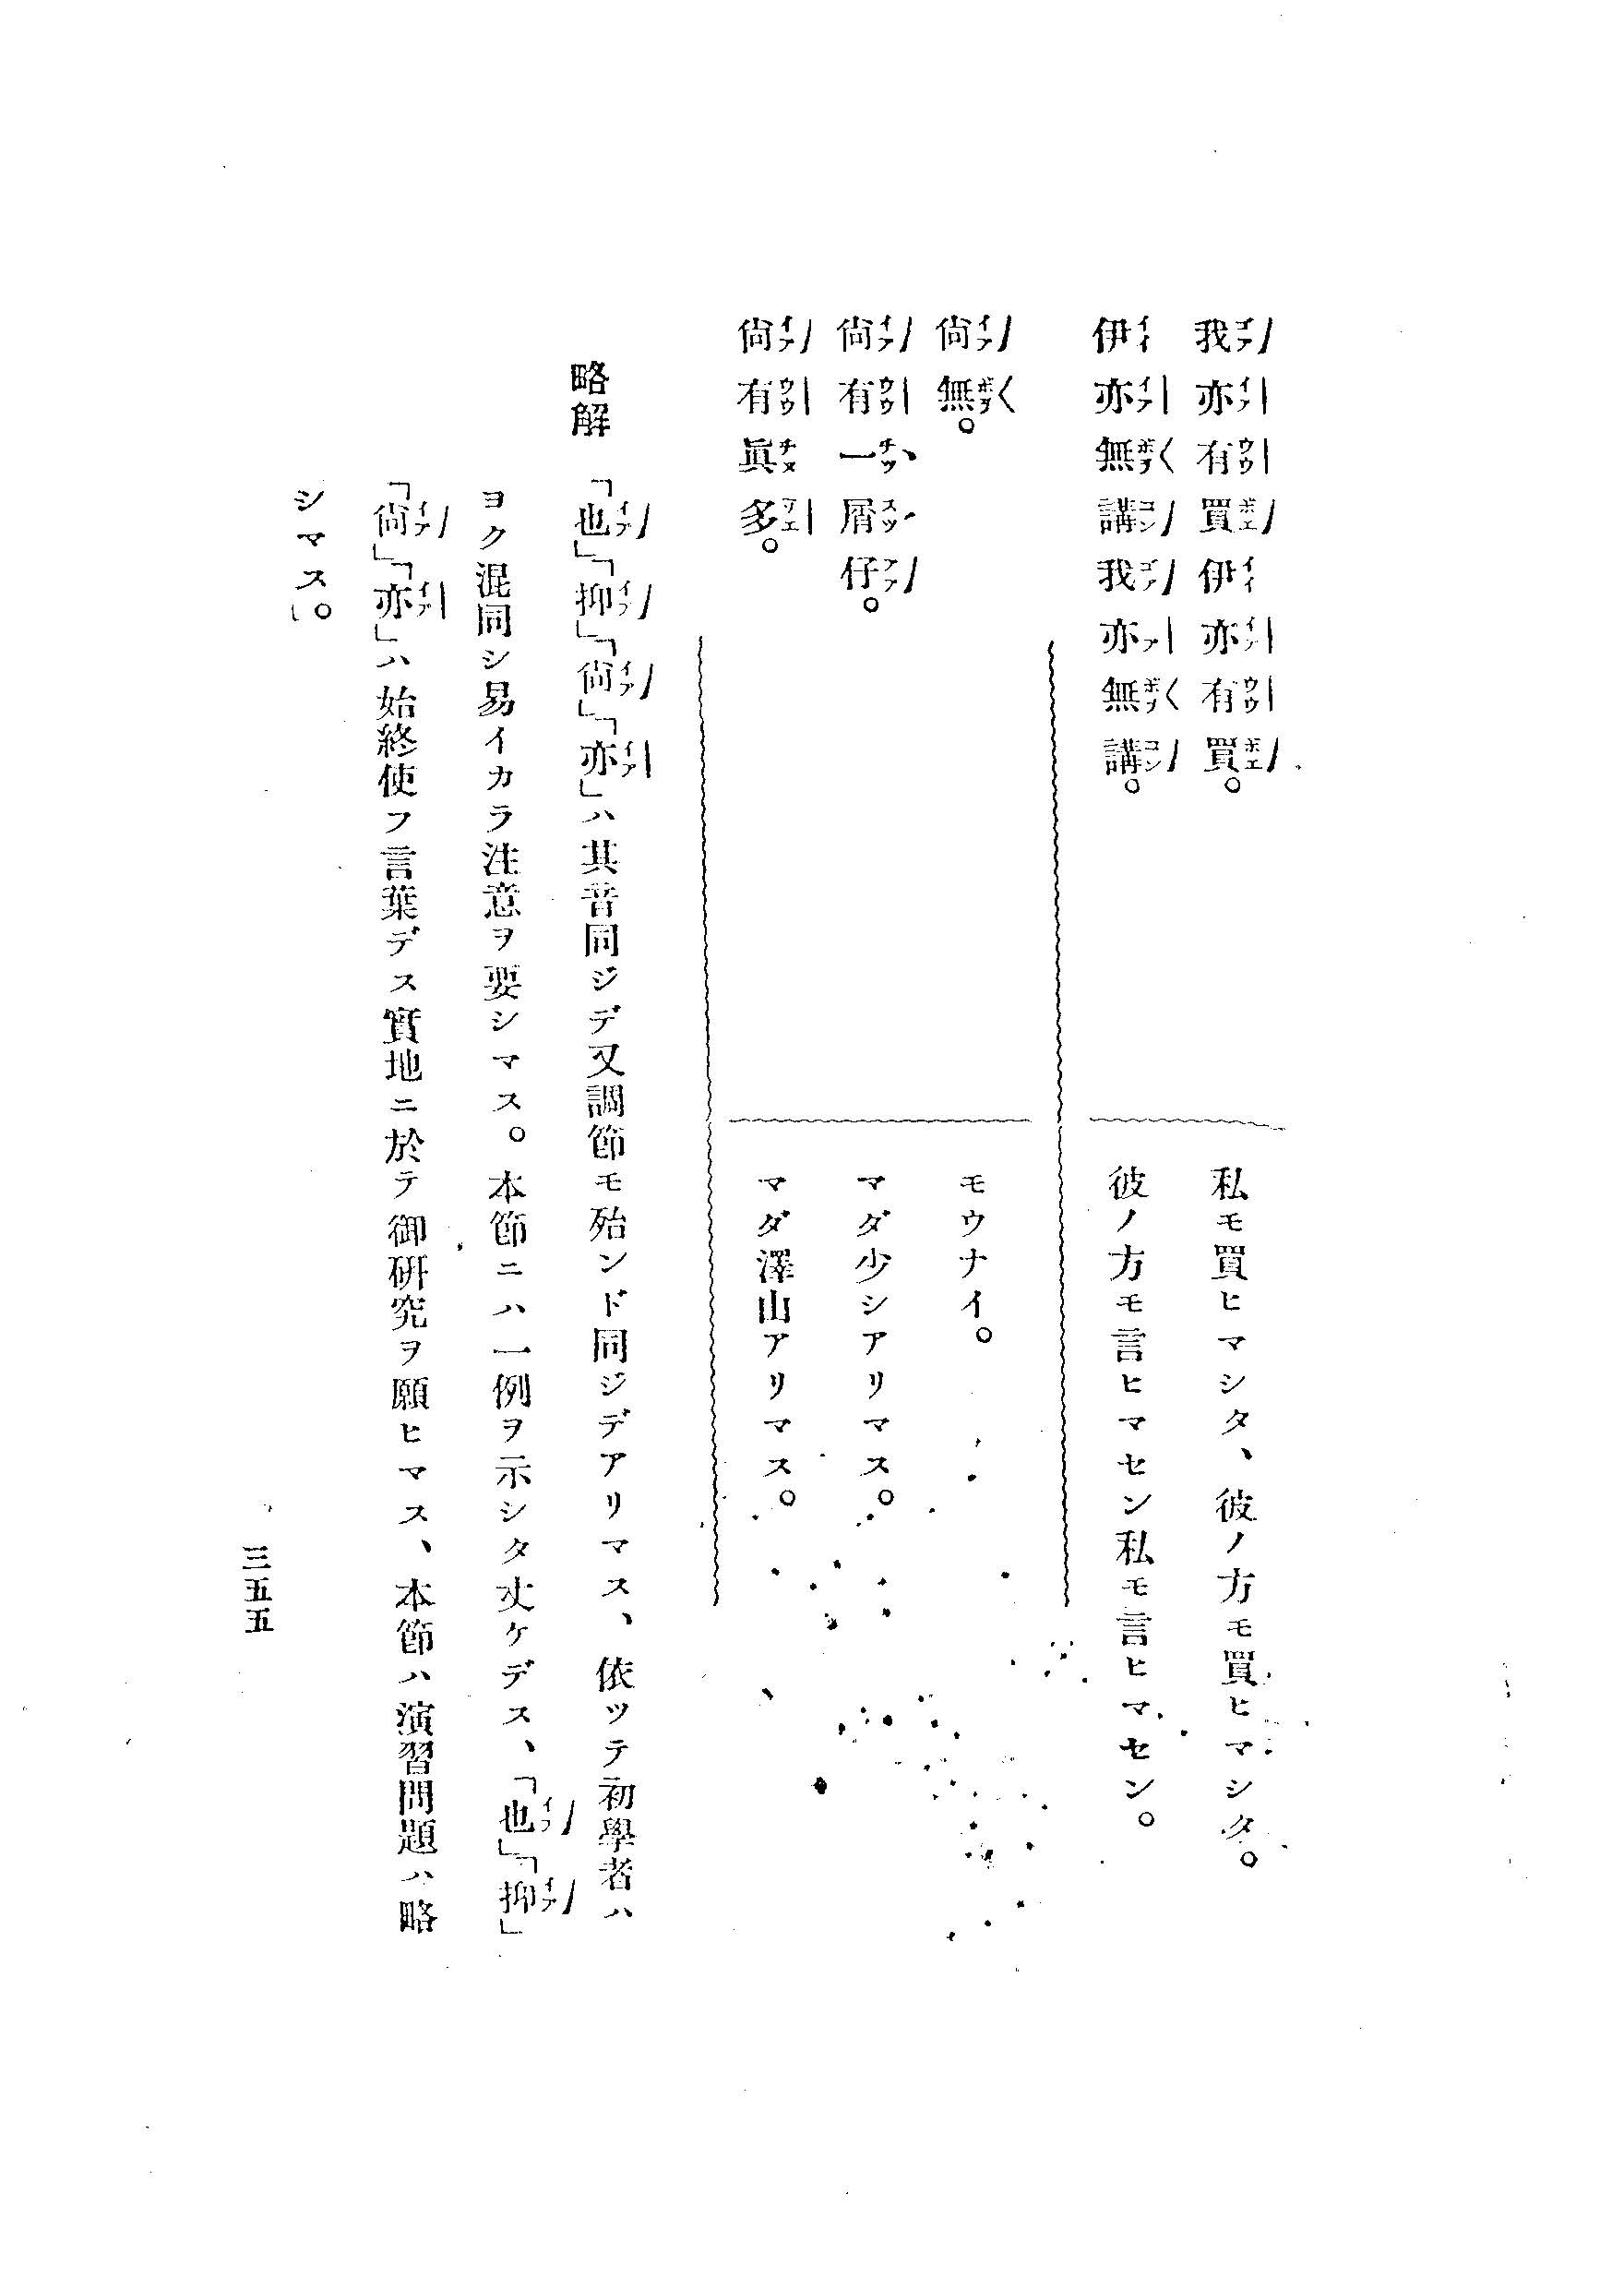 我亦有買伊亦有買。
私モ買ヒマシタ、彼ノ方モ買ヒマシタ。
伊亦無講我亦無講。
彼ノ方モ言ヒマセン私モ言ヒマセン。
尙無。
モウナイ。
尙有一屑仔。
マダ少シアリマス。
尙有眞多。
マダ澤山アリマス。
略解 「也」「抑」「尙」「亦」ハ其音同ジデ又調節モ殆ンド同ジデアリマス、依ツテ初學者ハ
ヨク混同シ易イカラ注意ヲ要シマス。本節ニハ一例ヲ示シタ丈ケデス、「也」「抑」
「尙」「亦」ハ始終使フ言葉デス實地ニ於テ御硏究ヲ願ヒマス、本節ハ演習問題ハ略
シマス。」
三五五